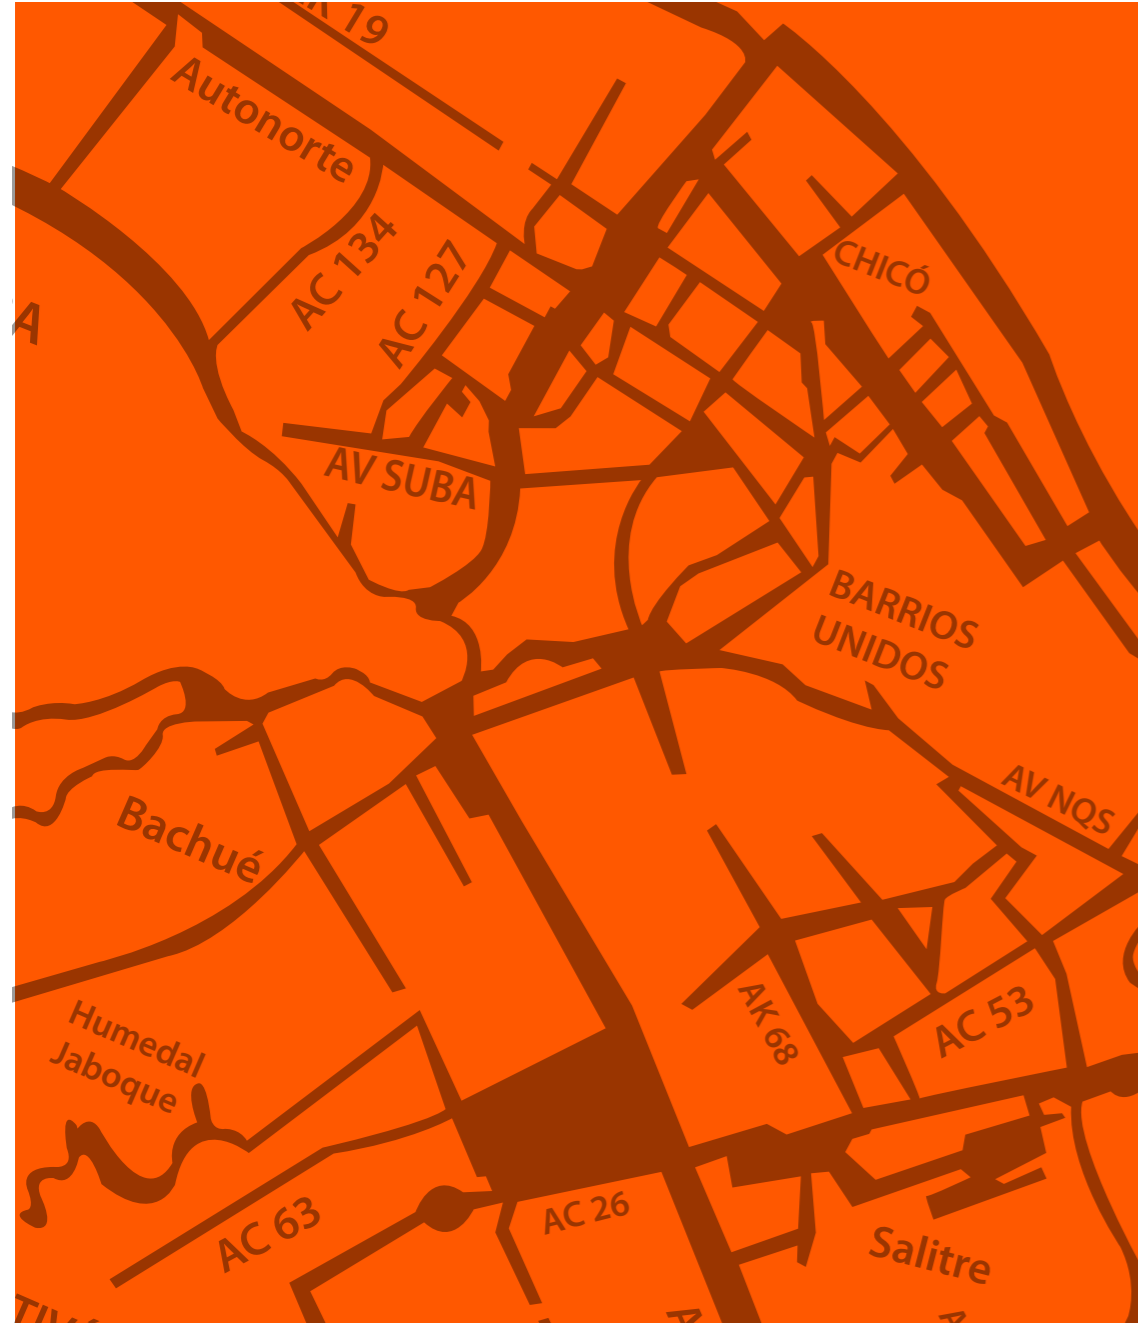 19
Autonorte
AC 134
AC 127
CHICÓ
A
AV SUBA
BARRIOS
UNIDOS
AV NQS
Bachué
AK 68
AC 53
Humedal
Jaboque
AC 63
AC 26
Salitre
A
A